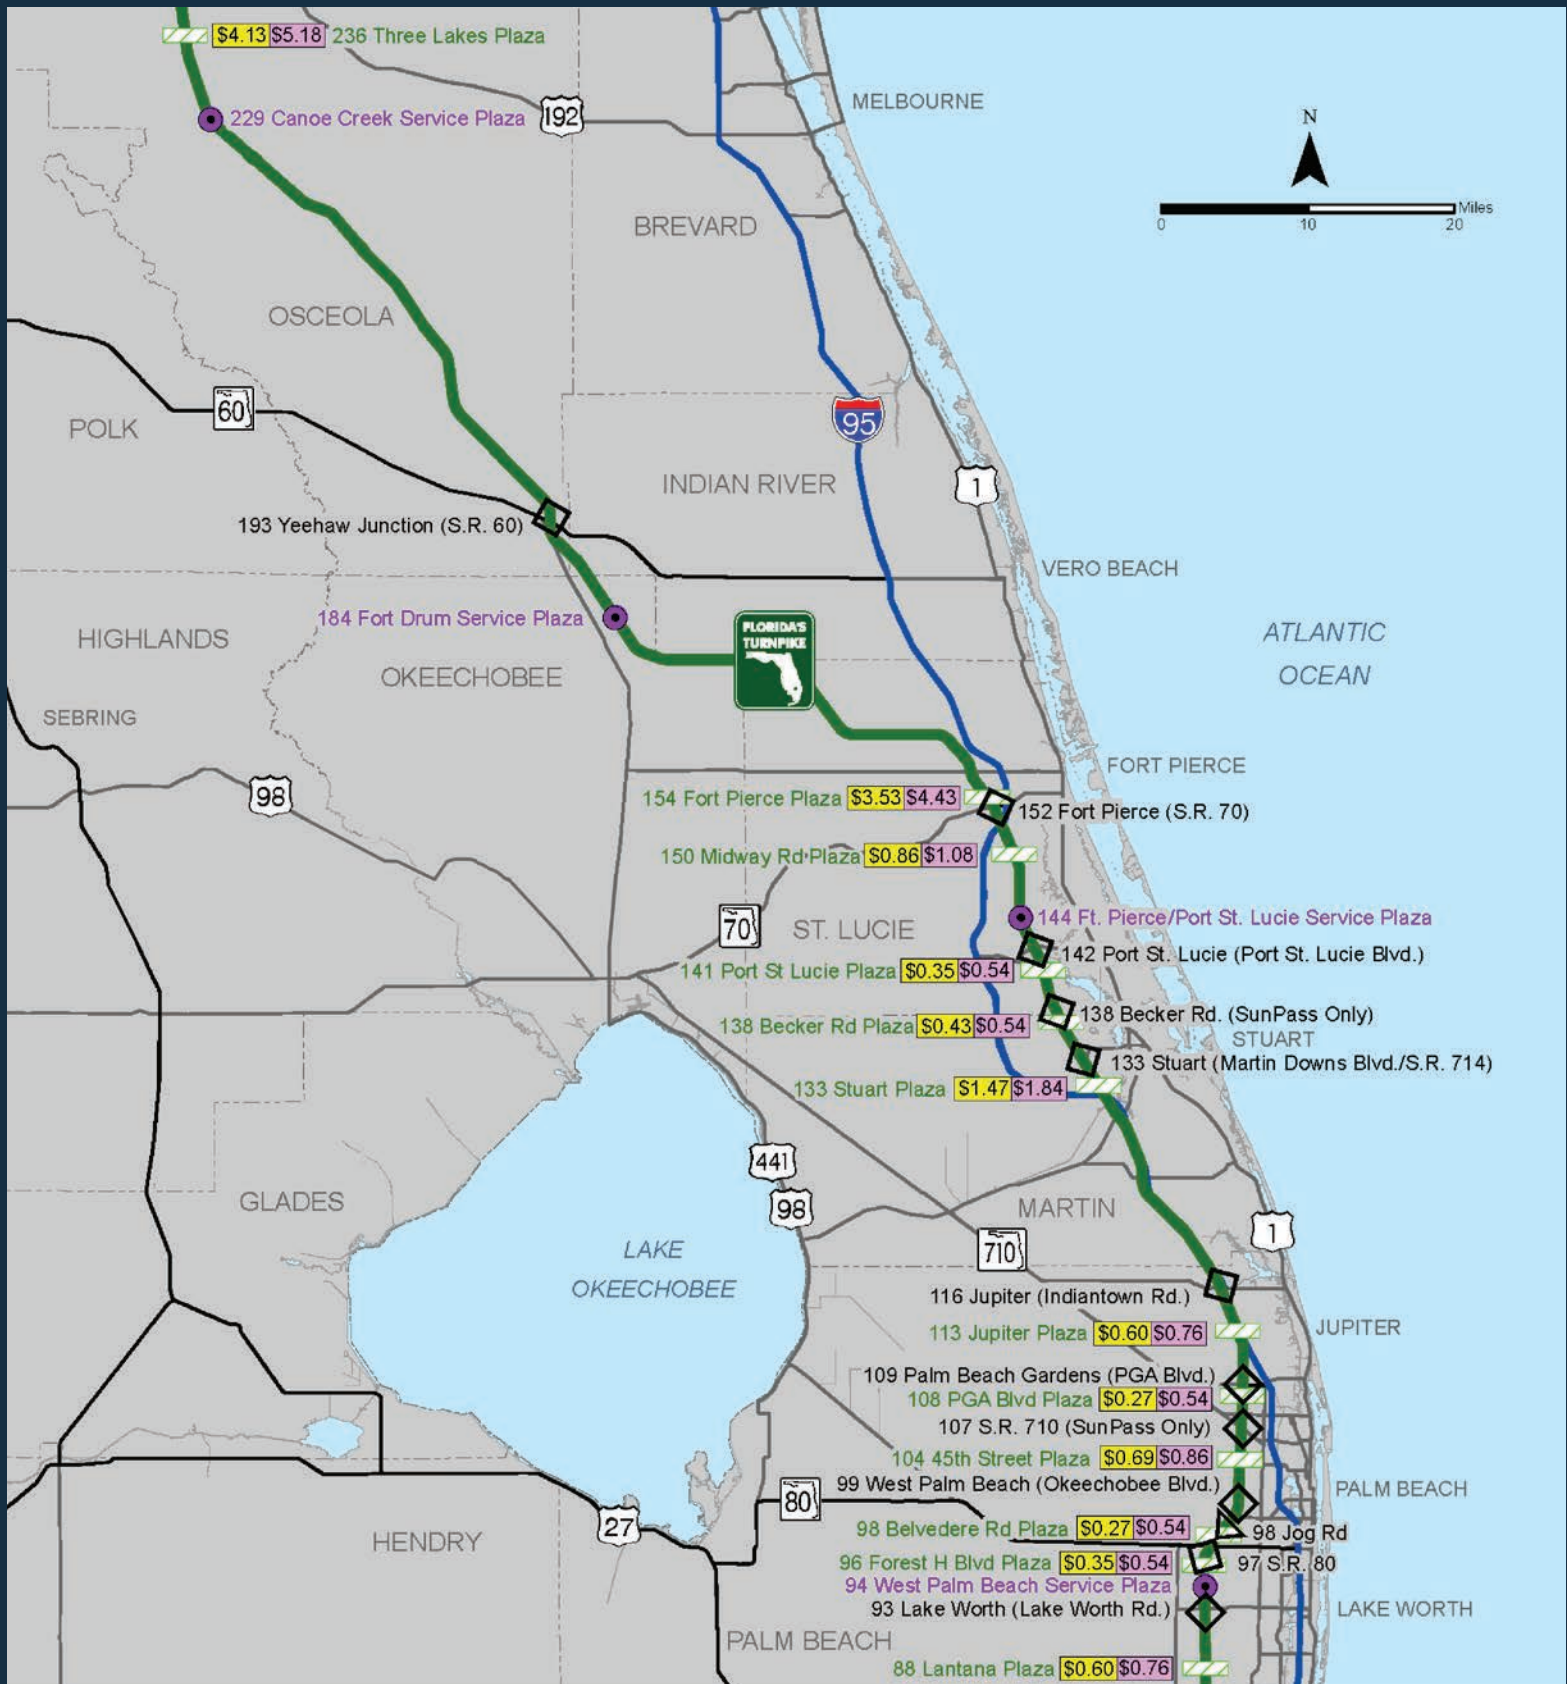 $4.13 $5.18 236 Three Lakes Plaza
229 Canoe Creek Service Plaza
192
MELBOURNE
N
Miles
0 10 20
BREVARD
OSCEOLA
60
POLK
95
INDIAN RIVER
1
193 Yeehaw Junction (S.R. 60)
VERO BEACH
184 Fort Drum Service Plaza
FLORIDA'S
TURNPIKE
HIGHLANDS
ATLANTIC
OCEAN
OKEECHOBEE
SEBRING
FORT PIERCE
98
154 Fort Pierce Plaza $3.53 $4.43
152 Fort Pierce (S.R. 70)
150 Midway Rd Plaza $0.86 $1.08
144 Ft. Pierce/Port St. Lucie Service Plaza
70
ST. LUCIE
142 Port St. Lucie (Port St. Lucie Blvd.)
141 Port St Lucie Plaza $0.35 $0.54
138 Becker Rd. (SunPass Only)
138 Becker Rd Plaza $0.43 $0.54
STUART
133 Stuart (Martin Downs Blvd./S.R. 714)
133 Stuart Plaza $1.47 $1.84
441
98
GLADES
MARTIN
1
710
LAKE
OKEECHOBEE
116 Jupiter (Indiantown Rd.)
113 Jupiter Plaza $0.60 $0.76
JUPITER
109 Palm Beach Gardens (PGA Blvd.)
108 PGA Blvd Plaza $0.27 $0.54
107 S.R. 710 (SunPass Only)
104 45th Street Plaza $0.69 $0.86
99 West Palm Beach (Okeechobee Blvd.)
PALM BEACH
80
27
98 Belvedere Rd Plaza $0.27 $0.54
98 Jog Rd
HENDRY
96 Forest H Blvd Plaza $0.35 $0.54
97 S.R. 80
94 West Palm Beach Service Plaza
93 Lake Worth (Lake Worth Rd.)
LAKE WORTH
PALM BEACH
88 Lantana Plaza $0.60 $0.76